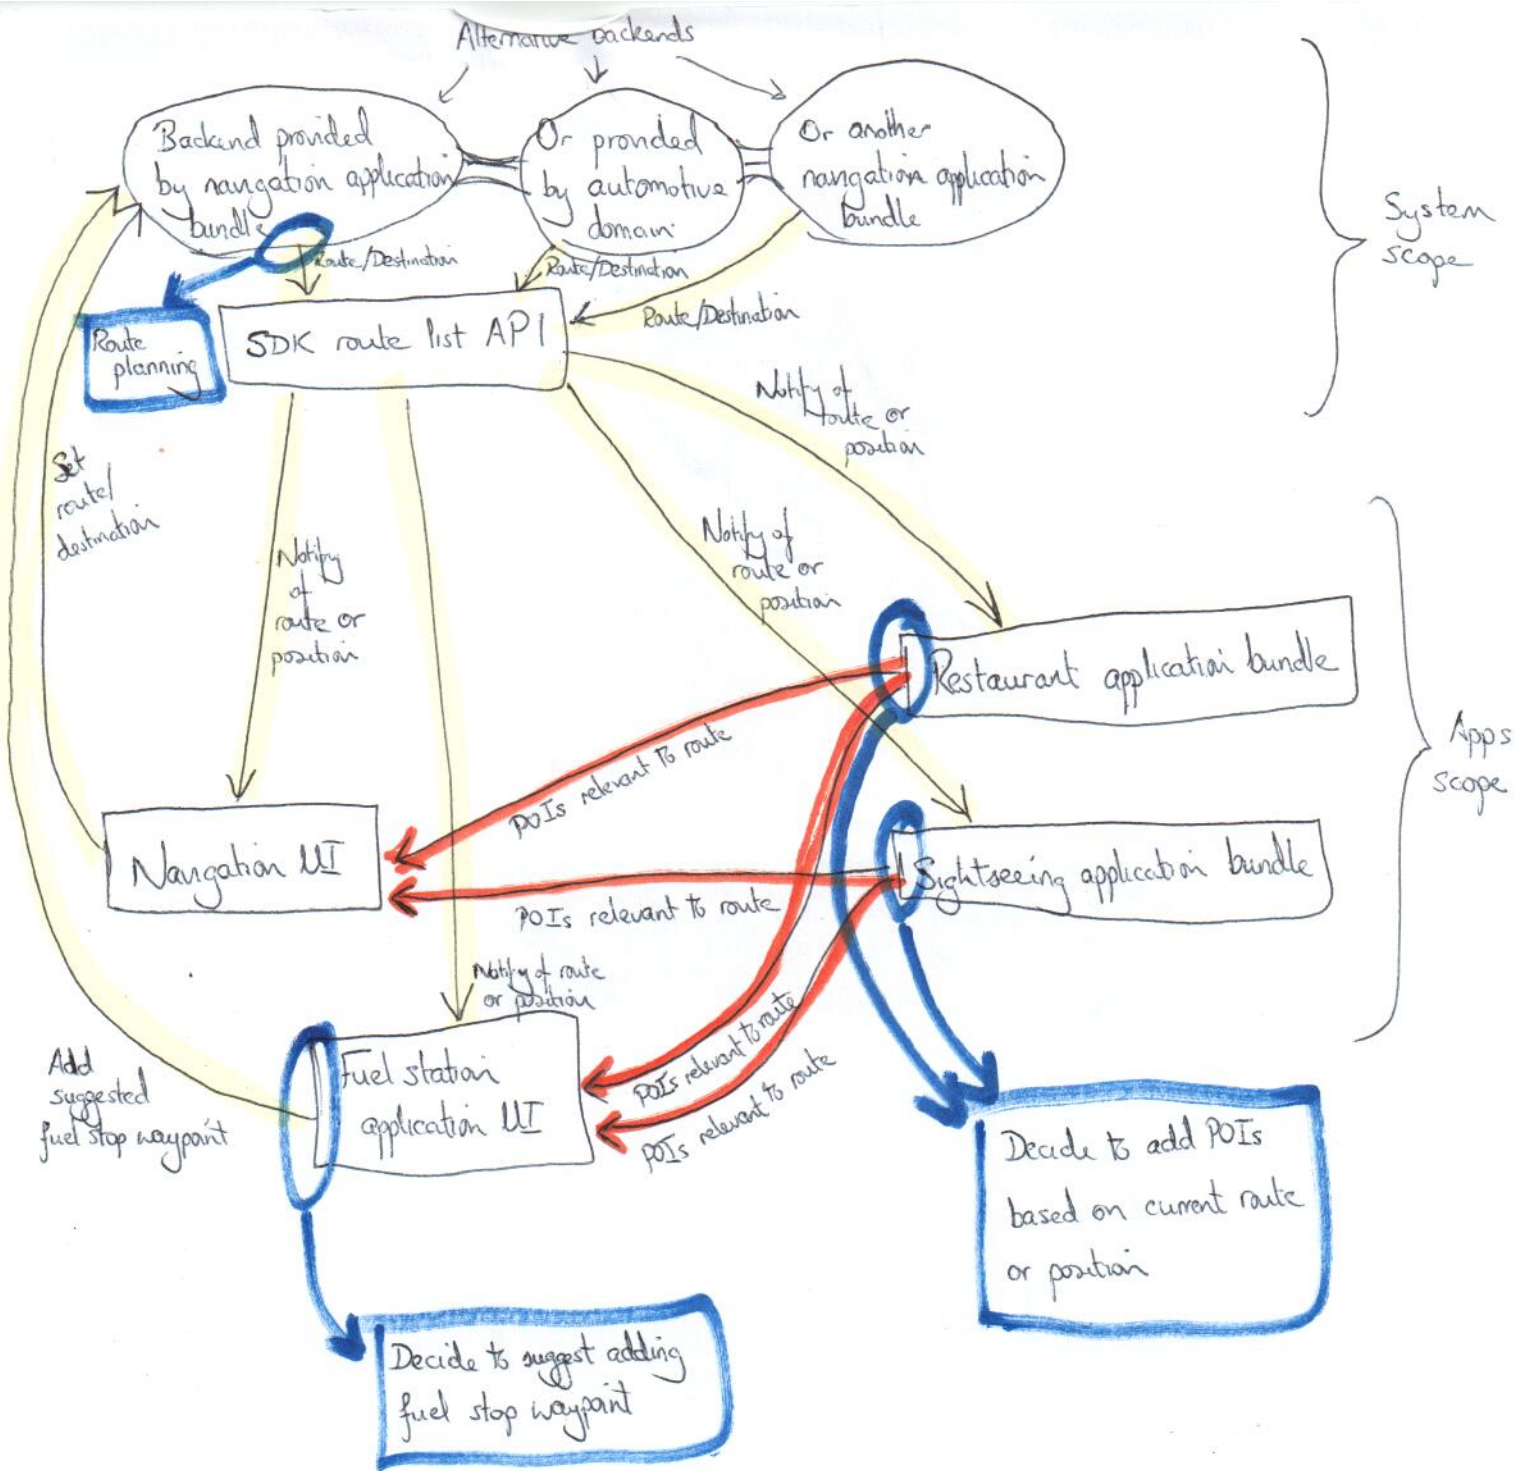 Alternative backends
Backend provided
by navigation application
bundle
Or provided
by automotive
domain
Or another
navigation application
bundle
System
scope
Route/Destination
Route/Destination
Route/Destination
Route
planning
SDK route list API
Notify of
route or
position
Set
route/
destination
Notify
of
route or
position
Notify of
route or
position
Restaurant application bundle
POIs relevant to route
Apps
scope
Navigation UI
Sightseeing application bundle
POIs relevant to route
Notify of route
or position
POIs relevant to route
POIs relevant to route
Add
suggested
fuel stop waypoint
Fuel station
application UI
Decide to add POIs
based on current route
or position
Decide to suggest adding
fuel stop waypoint